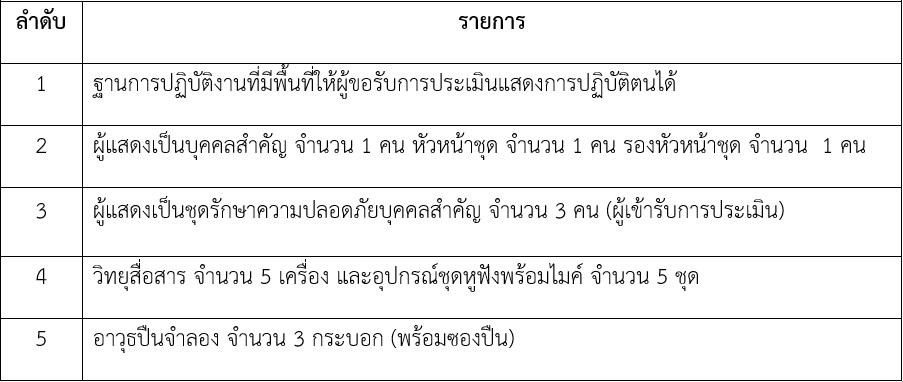 ลำดับ รายการ
1 ฐานการปฏิบัติงานที่มีพื้นที่ให้ผู้ขอรับการประเมินแสดงการปฏิบัติตนได้
2 ผู้แสดงเป็นบุคคลสำคัญ จำนวน 1 คน หัวหน้าชุด จำนวน 1 คน รองหัวหน้าชุด จำนวน 1 คน
3 ผู้แสดงเป็นชุดรักษาความปลอดภัยบุคคลสำคัญ จำนวน 3 คน (ผู้เข้ารับการประเมิน)
4 วิทยุสื่อสาร จำนวน 5 เครื่อง และอุปกรณ์ชุดหูฟังพร้อมไมค์ จำนวน 5 ชุด
5 อาวุธปืนจำลอง จำนวน 3 กระบอก (พร้อมซองปืน)